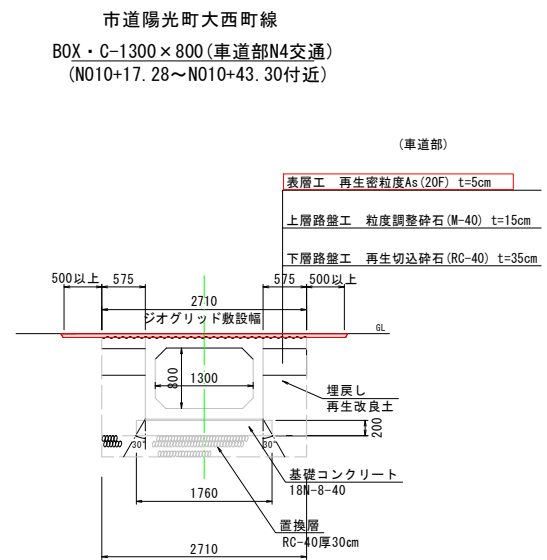 市道陽光町大西町線
BOX・C-1300×800(車道部N4交通)
(NO10+17.28～NO10+43.30付近)
(車道部)
表層工　再生密粒度As(20F) t=5cm
上層路盤工　粒度調整砕石(M-40) t=15cm
下層路盤工　再生切込砕石(RC-40) t=35cm
500以上
575
575
500以上
2710
ジオグリッド敷設幅
GL
800
1300
埋戻し
再生改良土
200
30°
30°
基礎コンクリート
18N-8-40
1760
置換層
RC-40厚30cm
2710